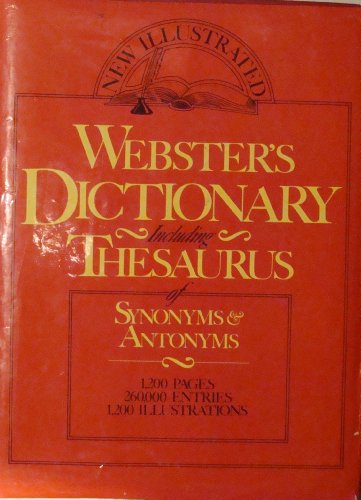 NEW ILLUSTRATED
WEBSTER'S
DICTIONARY
Including
THESAURUS
of
SYNONYMS &
ANTONYMS
1,200 PAGES
260,000 ENTRIES
1,200 ILLUSTRATIONS